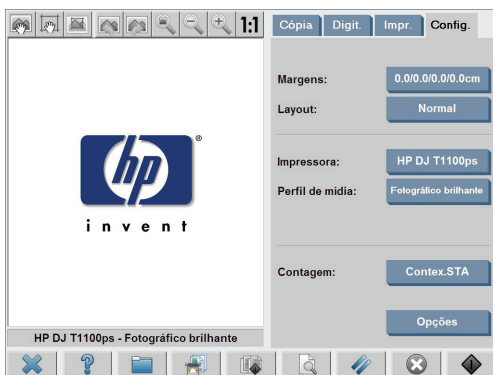 1:1
Cópia Digit. Impr. Config.
Margens: 0.0/0.0/0.0/0.0cm
Layout: Normal
hp ®
invent
Impressora: HP DJ T1100ps
Perfil de mídia: Fotográfico brilhante
Contagem: Contex.STA
Opções
HP DJ T1100ps - Fotográfico brilhante
?